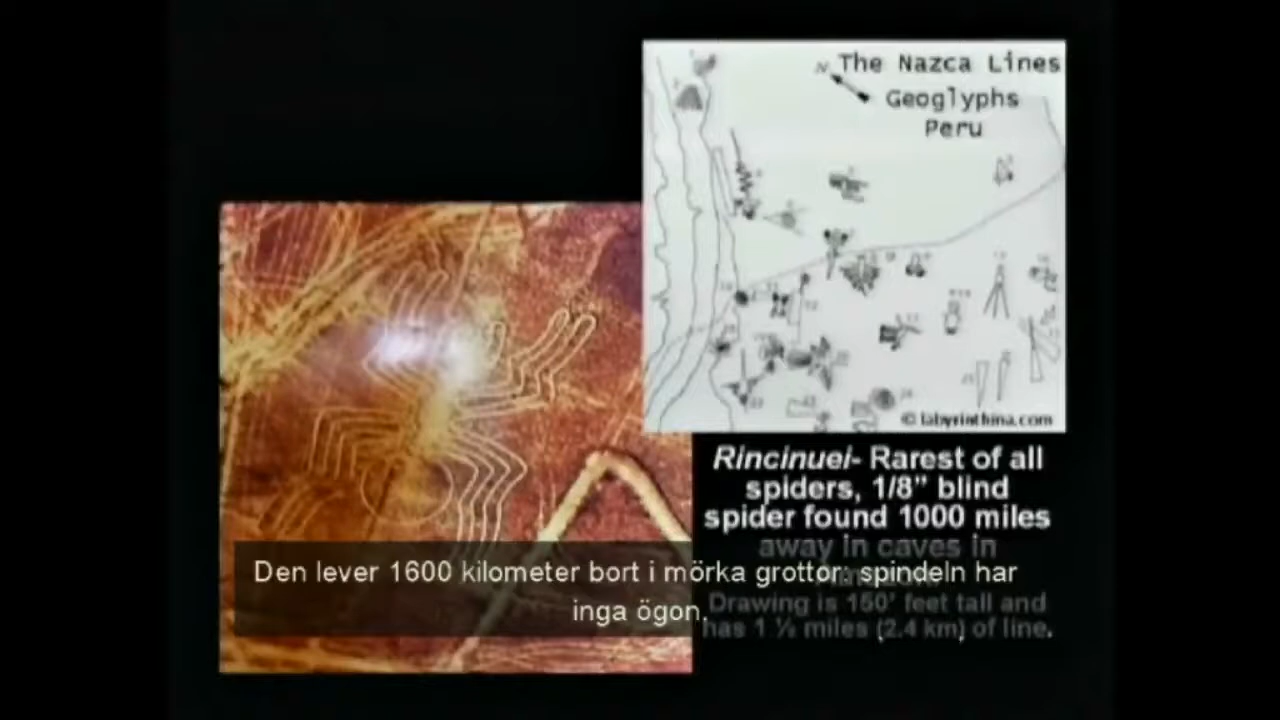 The Nazca Lines
N
Geoglyphs
Peru
© labyrinthina.com
Rincinuei- Rarest of all
spiders, 1/8” blind
spider found 1000 miles
away in caves in
Den lever 1600 kilometer bort i mörka grottor: spindeln har
inga ögon.
Drawing is 150’ feet tall and
has 1 ½ miles (2.4 km) of line.